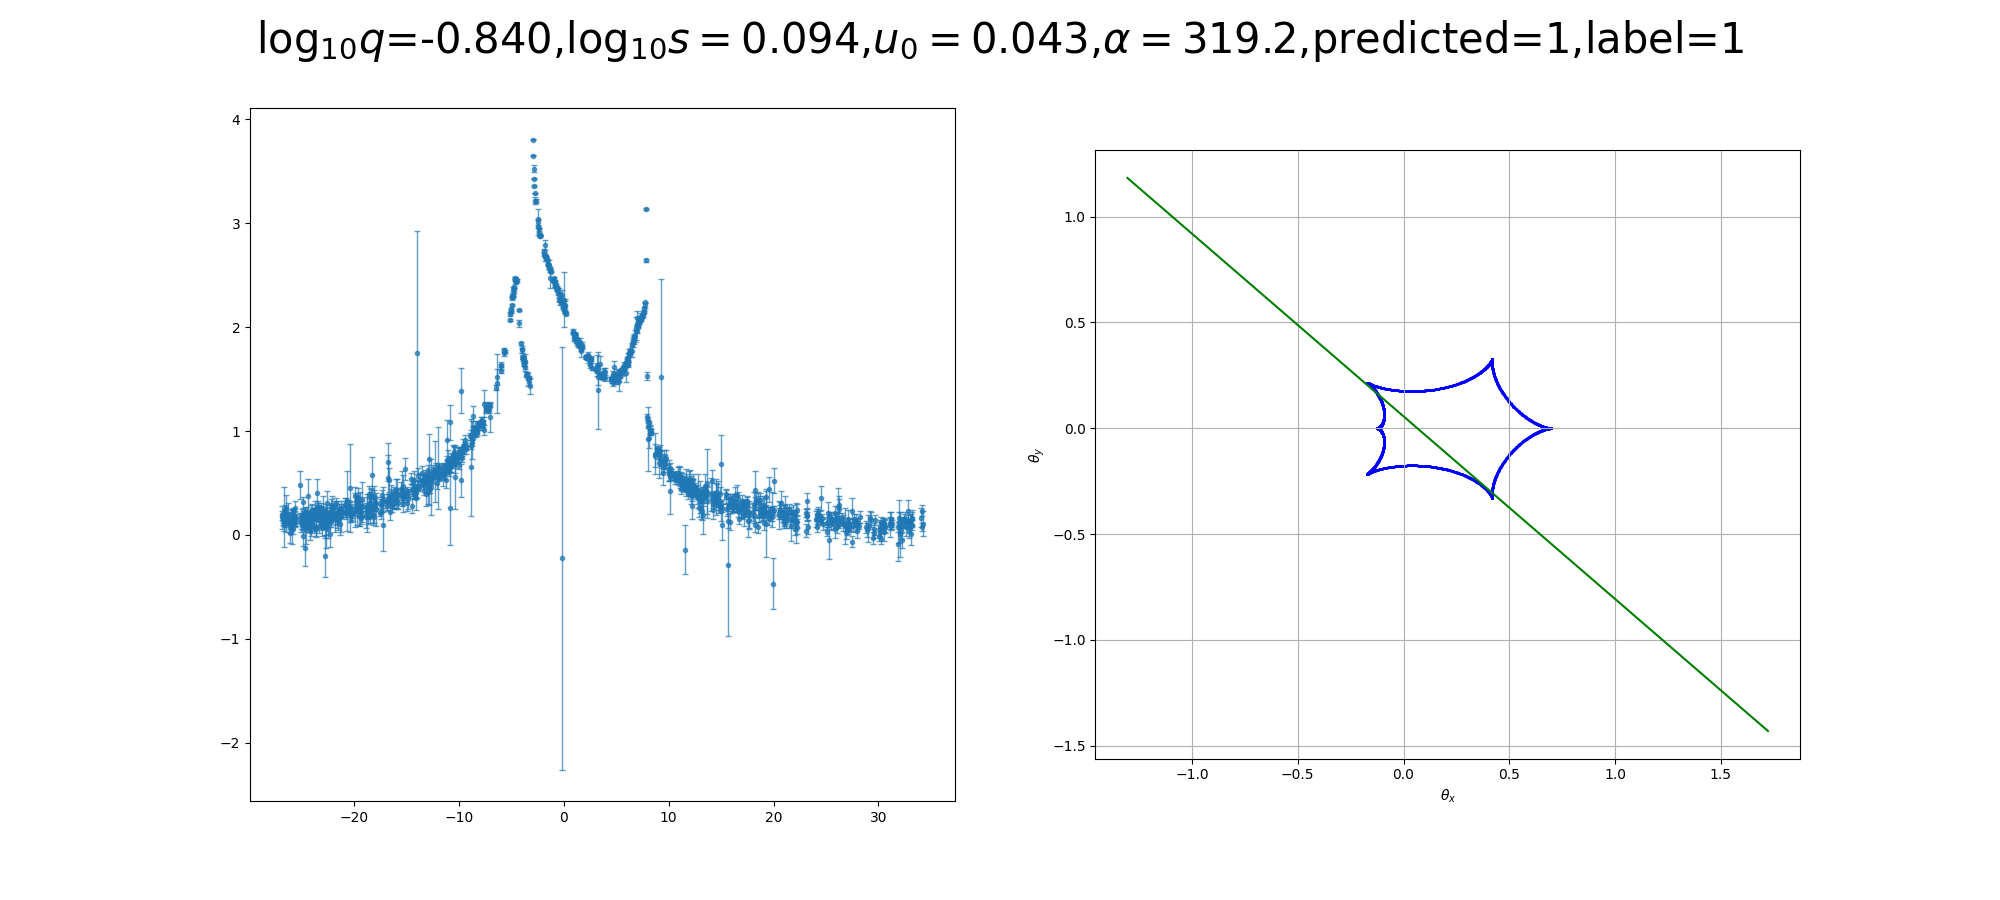 log₁₀q=-0.840,log₁₀s = 0.094,u₀ = 0.043,α = 319.2,predicted=1,label=1
4
3
2
1
0
−1
−2
−20 −10 0 10 20 30
1.0
0.5
0.0
−0.5
−1.0
−1.5
θy
−1.0 −0.5 0.0 0.5 1.0 1.5
θx